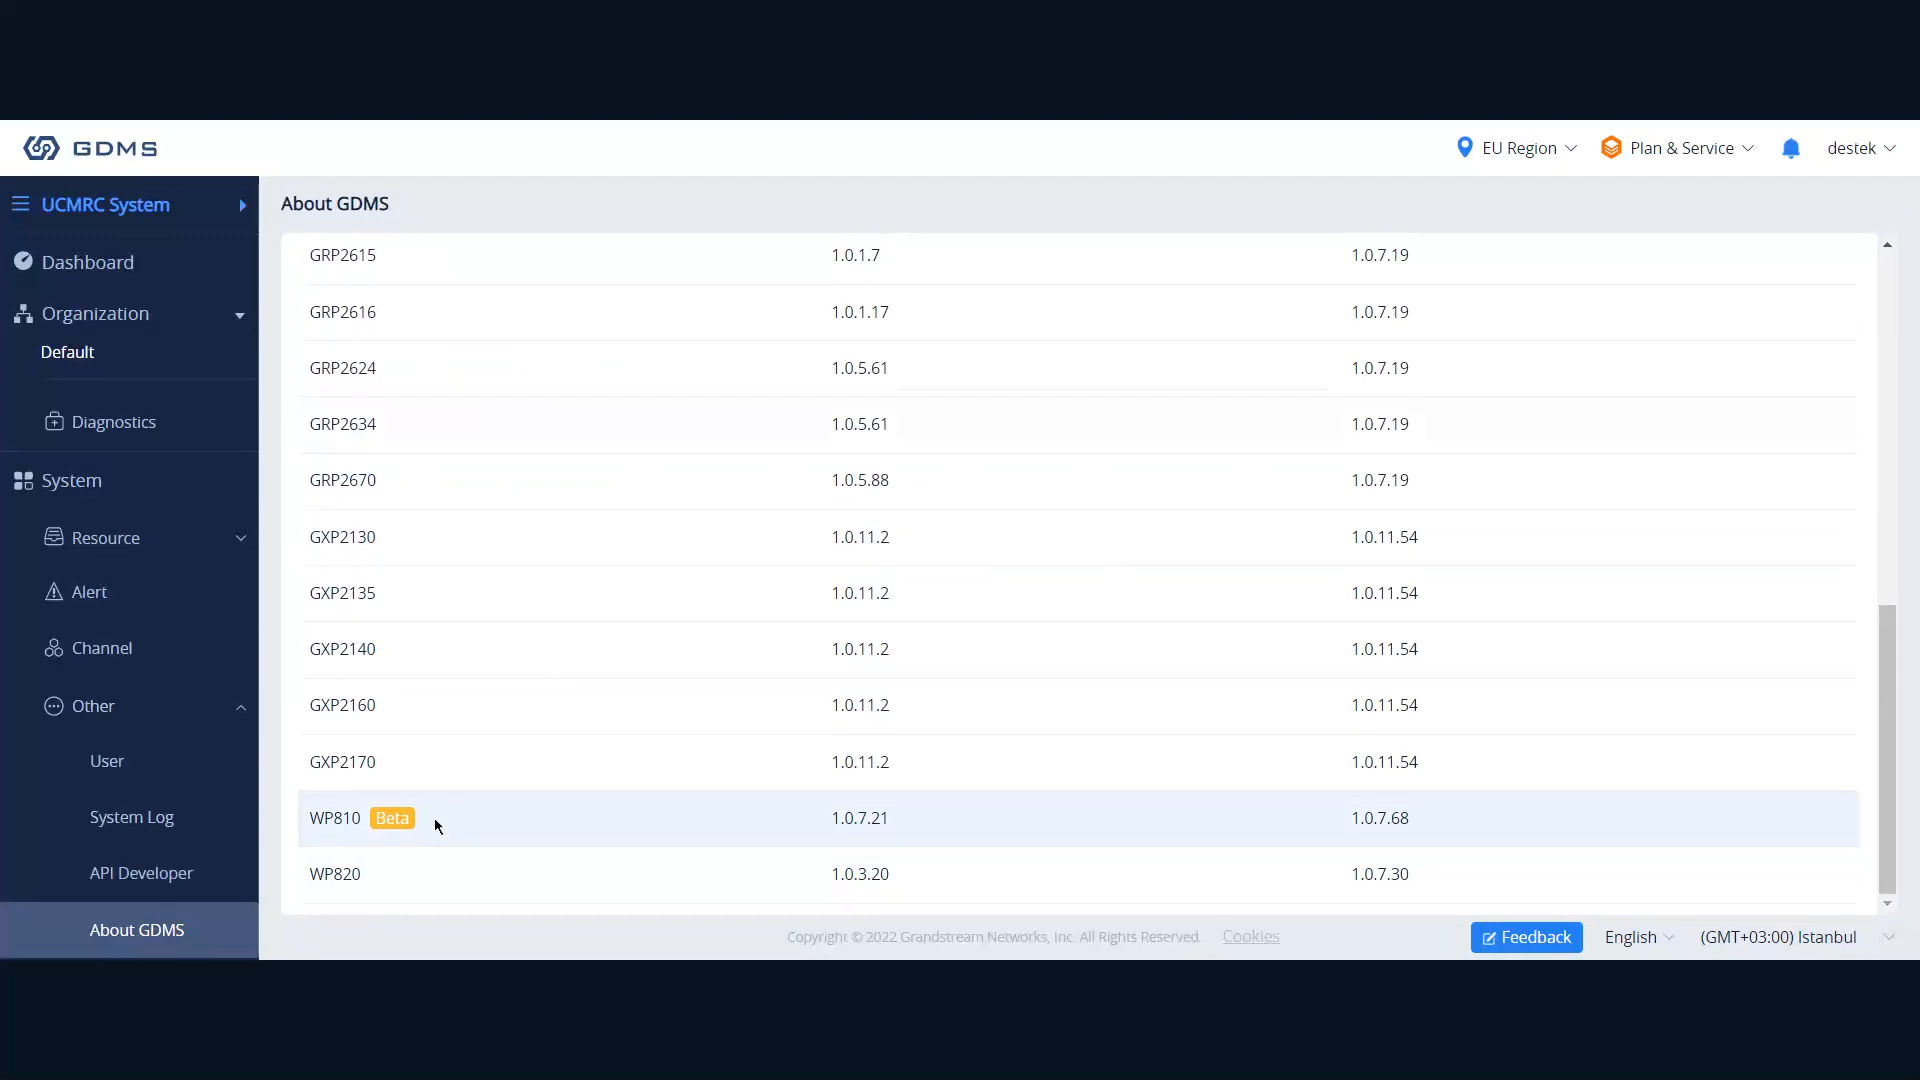 GDMS
EU Region
Plan & Service
destek
UCMRC System
About GDMS
Dashboard
Organization
Default
Diagnostics
System
Resource
Alert
Channel
Other
User
System Log
API Developer
About GDMS
GRP2615 1.0.1.7 1.0.7.19
GRP2616 1.0.1.17 1.0.7.19
GRP2624 1.0.5.61 1.0.7.19
GRP2634 1.0.5.61 1.0.7.19
GRP2670 1.0.5.88 1.0.7.19
GXP2130 1.0.11.2 1.0.11.54
GXP2135 1.0.11.2 1.0.11.54
GXP2140 1.0.11.2 1.0.11.54
GXP2160 1.0.11.2 1.0.11.54
GXP2170 1.0.11.2 1.0.11.54
WP810 Beta 1.0.7.21 1.0.7.68
WP820 1.0.3.20 1.0.7.30
Copyright © 2022 Grandstream Networks, Inc. All Rights Reserved. Cookies
Feedback
English
(GMT+03:00) Istanbul